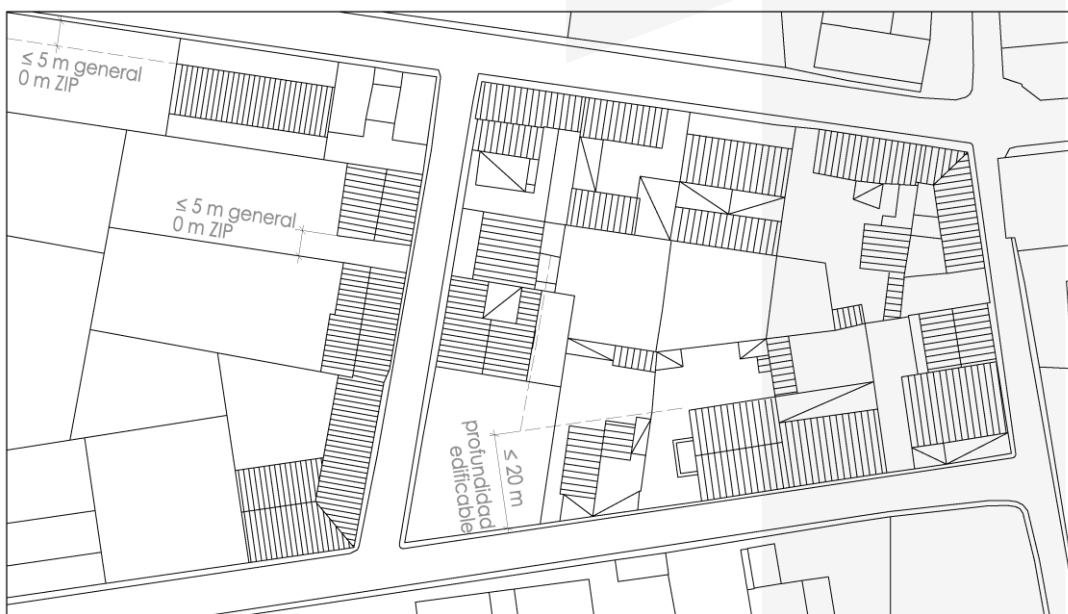 ≤ 5 m general
0 m ZIP
≤ 5 m general
0 m ZIP
≤ 20 m
profundidad
edificable